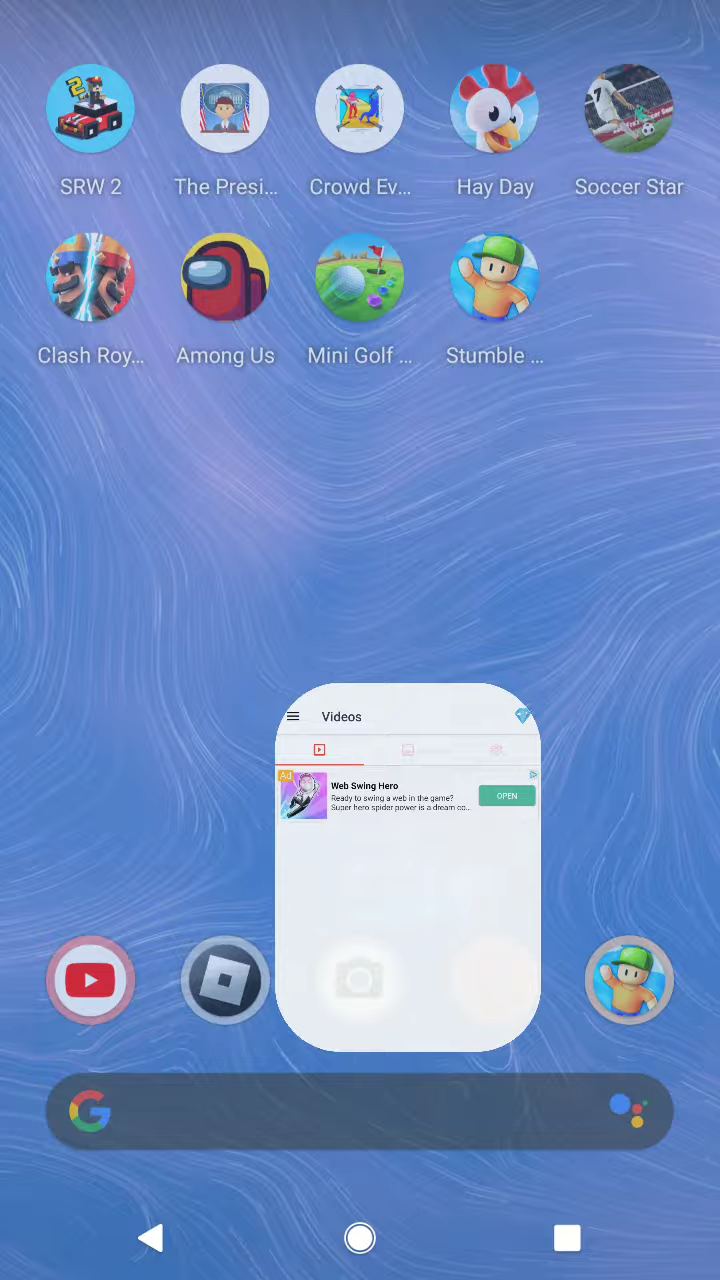 SRW 2
The Presi...
Crowd Ev...
Hay Day
Soccer Star
Clash Roy...
Among Us
Mini Golf ...
Stumble ...
Videos
Ad
Web Swing Hero
Ready to swing a web in the game?
Super hero spider power is a dream co...
OPEN